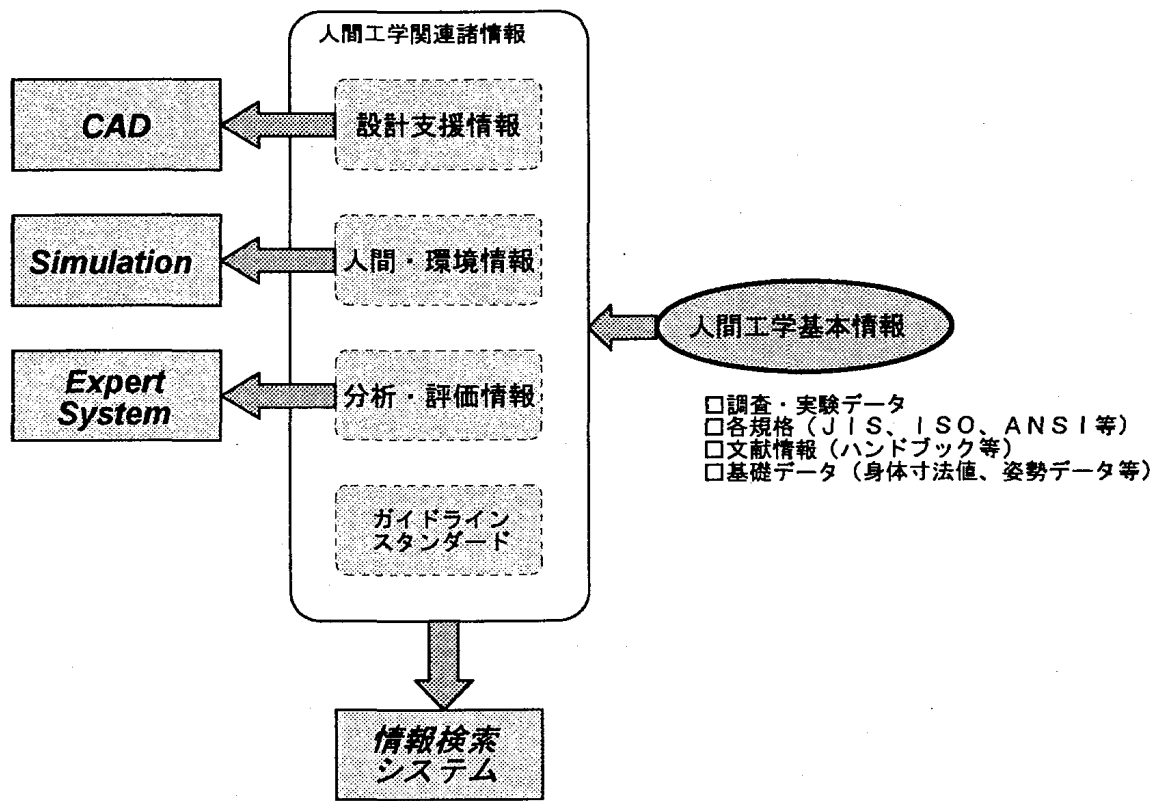 人間工学関連諸情報
CAD
設計支援情報
Simulation
人間・環境情報
人間工学基本情報
Expert
System
分析・評価情報
□調査・実験データ
□各規格（JIS、ISO、ANSI等）
□文献情報（ハンドブック等）
□基礎データ（身体寸法値、姿勢データ等）
ガイドライン
スタンダード
情報検索
システム